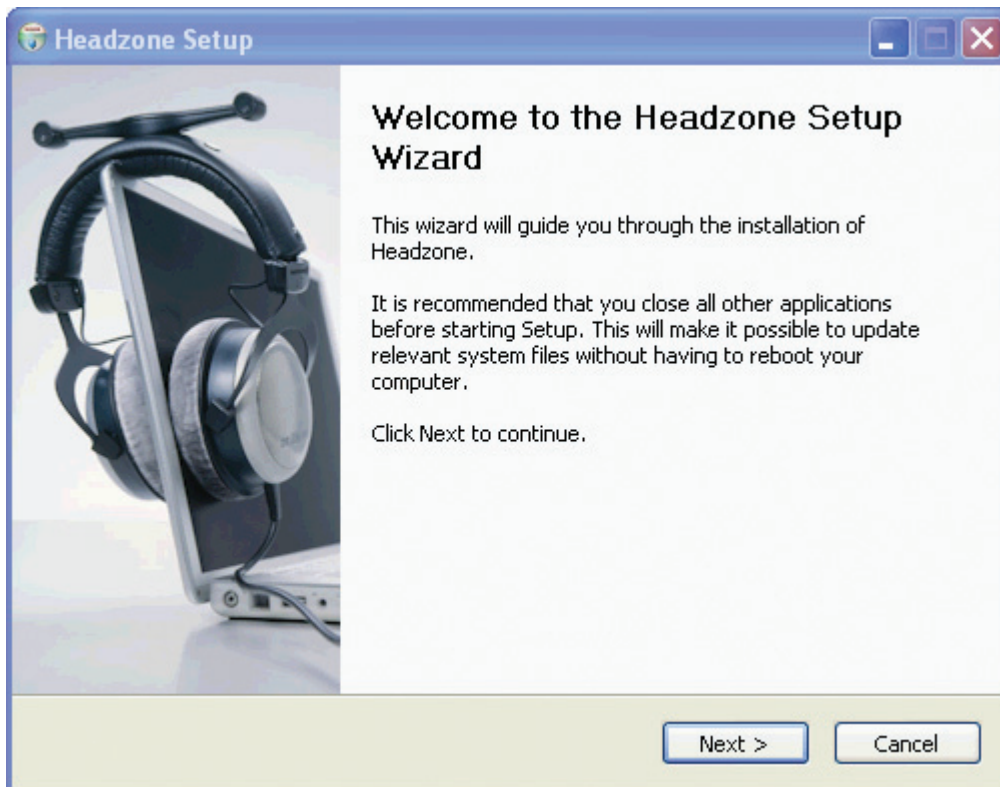 Headzone Setup
Welcome to the Headzone Setup
Wizard
This wizard will guide you through the installation of
Headzone.
It is recommended that you close all other applications
before starting Setup. This will make it possible to update
relevant system files without having to reboot your
computer.
Click Next to continue.
Next >
Cancel